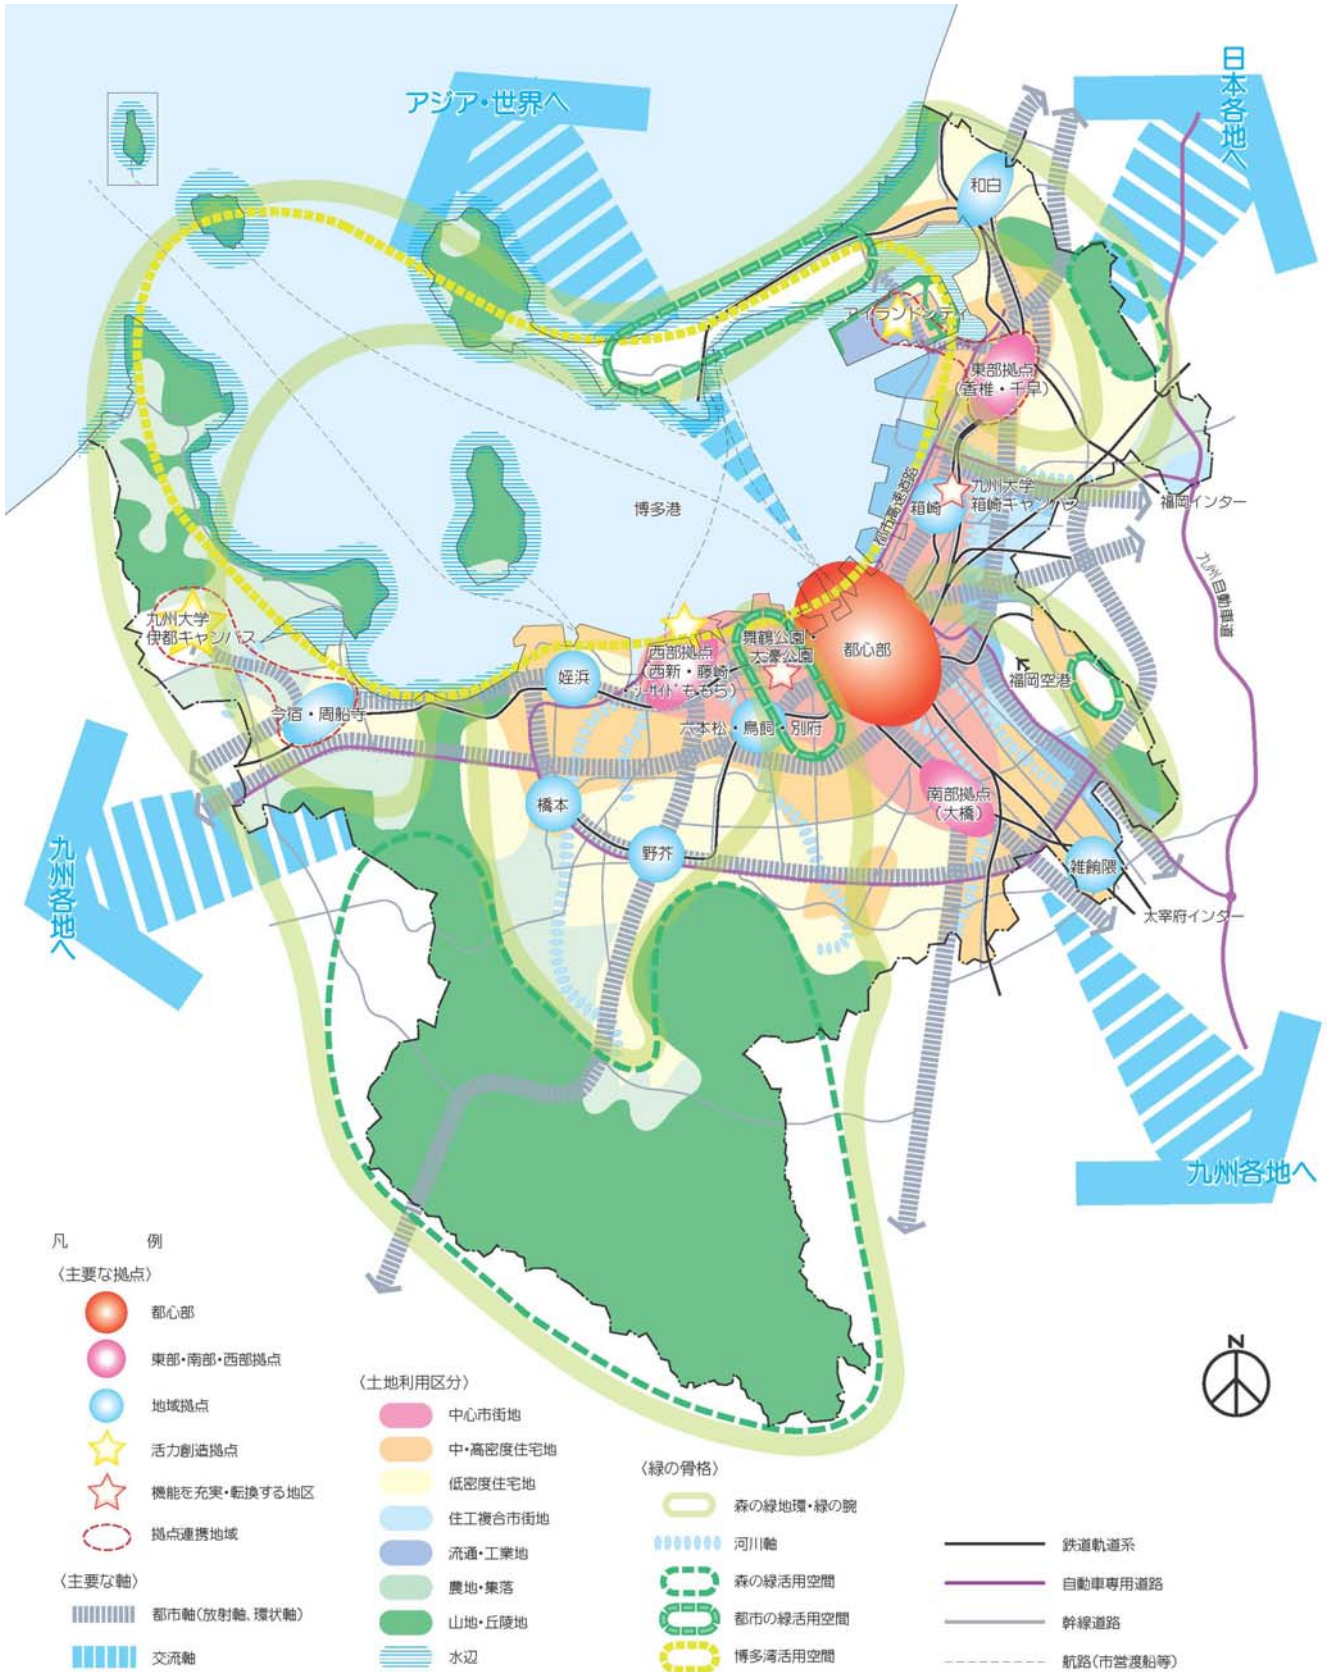 アジア・世界へ
日本各地へ
和白
アイランドシティ
東部拠点
(香椎・千早)
博多港
都市高速道路
箱崎
九州大学
箱崎キャンパス
福岡インター
九州自動車道
九州大学
伊都キャンパス
今宿・周船寺
姪浜
西部拠点
(西新・藤崎
・シーサイドももち)
舞鶴公園・
大濠公園
都心部
福岡空港
六本松・鳥飼・別府
橋本
野芥
南部拠点
(大橋)
雑餉隈
太宰府インター
九州各地へ
九州各地へ
凡 例
〈主要な拠点〉
都心部
東部・南部・西部拠点
地域拠点
活力創造拠点
機能を充実・転換する地区
拠点連携地域
〈主要な軸〉
都市軸(放射軸、環状軸)
交流軸
〈土地利用区分〉
中心市街地
中・高密度住宅地
低密度住宅地
住工複合市街地
流通・工業地
農地・集落
山地・丘陵地
水辺
〈緑の骨格〉
森の緑地環・緑の腕
河川軸
森の緑活用空間
都市の緑活用空間
博多湾活用空間
N
鉄道軌道系
自動車専用道路
幹線道路
航路(市営渡船等)